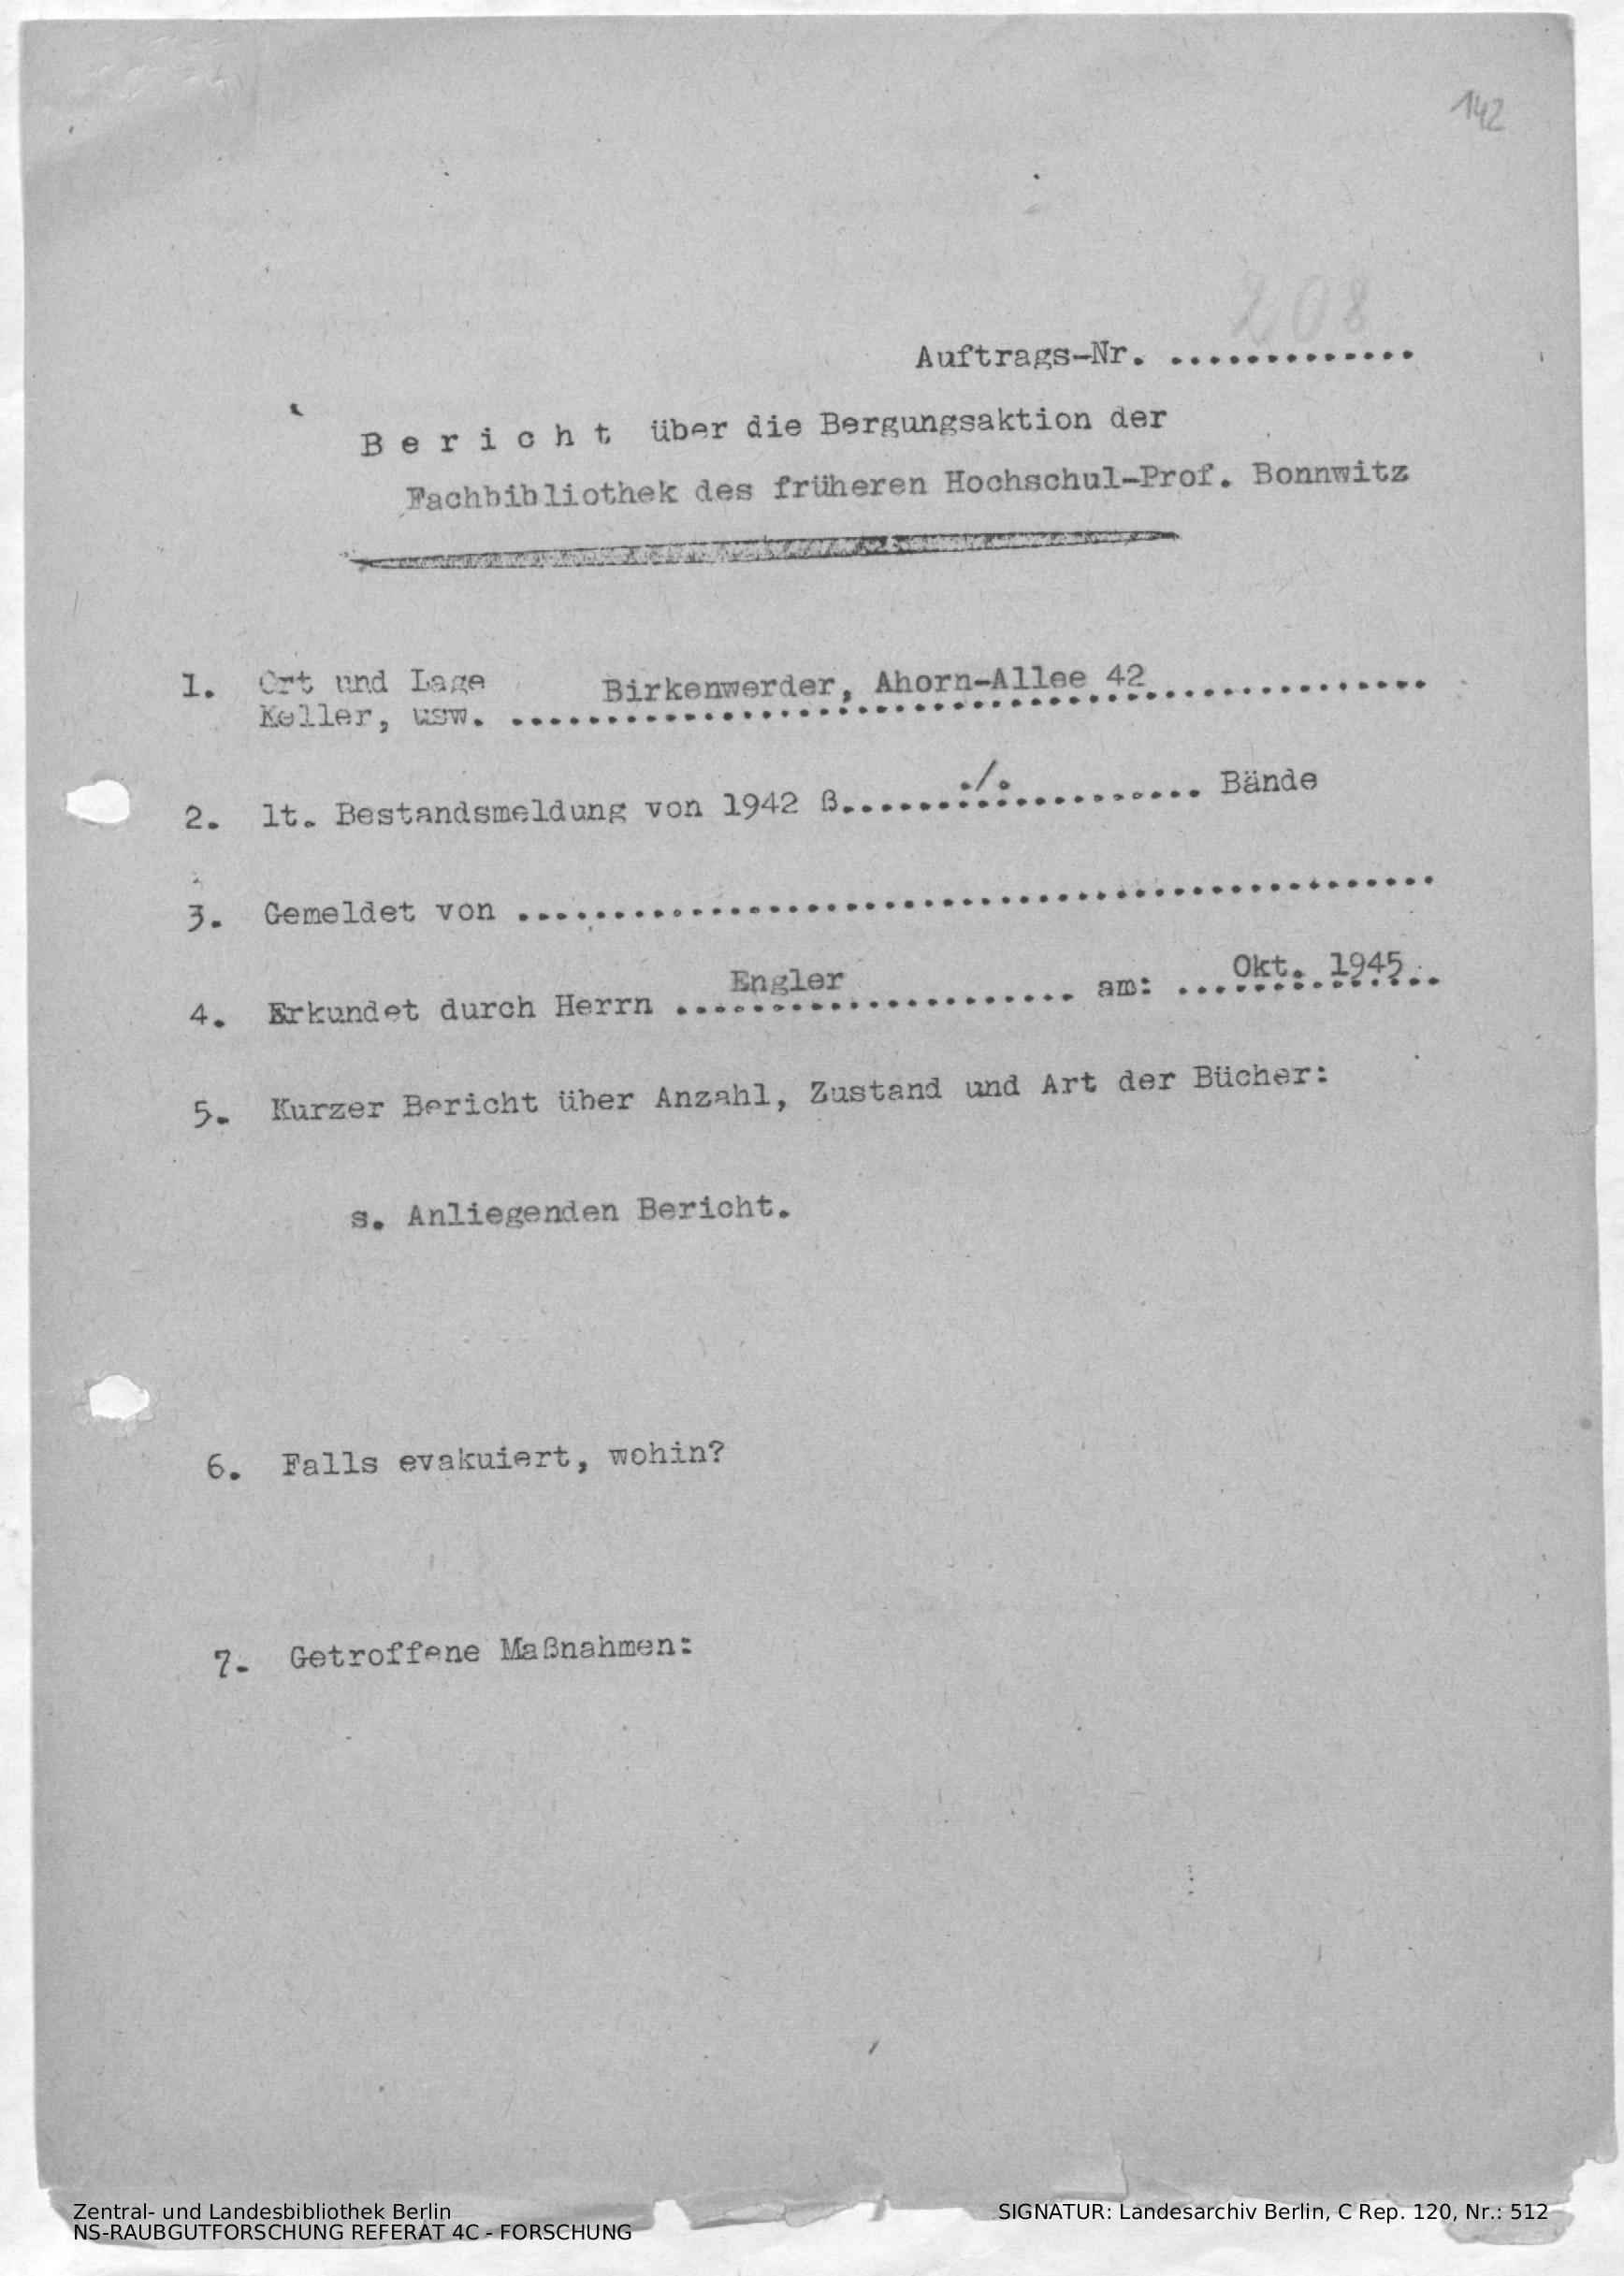 142
208
Auftrags-Nr. .............
B e r i c h t über die Bergungsaktion der
Fachbibliothek des früheren Hochschul-Prof. Bonnwitz
1. Ort und Lage Birkenwerder, Ahorn-Allee 42
Keller, usw. ................................................
2. lt. Bestandsmeldung von 1942 ß........./.......... Bände
3. Gemeldet von ................................................
4. Erkundet durch Herrn ....Engler............ am: ...Okt. 1945..
5. Kurzer Bericht über Anzahl, Zustand und Art der Bücher:
s. Anliegenden Bericht.
6. Falls evakuiert, wohin?
7. Getroffene Maßnahmen:
Zentral- und Landesbibliothek Berlin
NS-RAUBGUTFORSCHUNG REFERAT 4C - FORSCHUNG
SIGNATUR: Landesarchiv Berlin, C Rep. 120, Nr.: 512